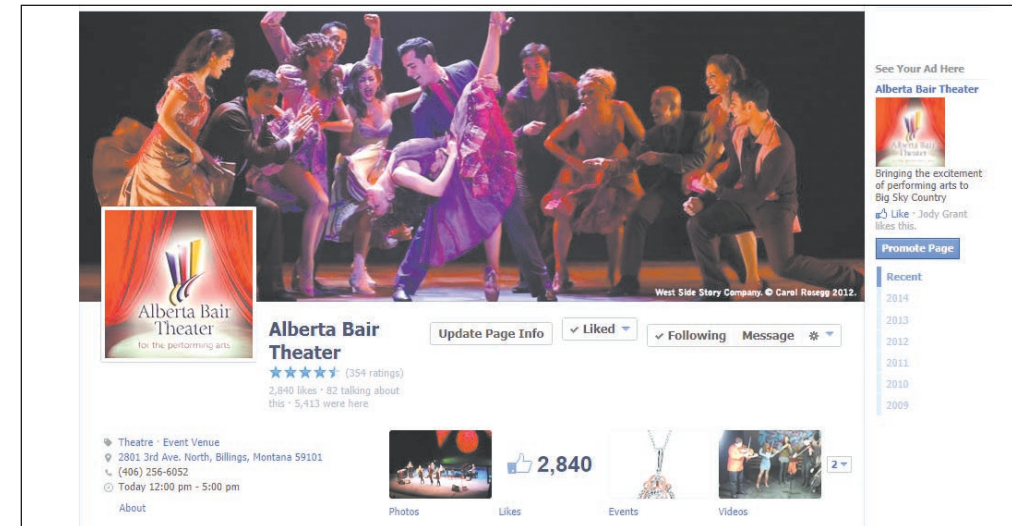 West Side Story Company. © Carol Rosegg 2012.
Alberta Bair
Theater
for the performing arts
Alberta Bair
Theater
(354 ratings)
2,840 likes · 82 talking about
this · 5,413 were here
Update Page Info
Liked
Following Message
Theatre · Event Venue
2801 3rd Ave. North, Billings, Montana 59101
(406) 256-6052
Today 12:00 pm - 5:00 pm
About
Photos
2,840
Likes
Events
Videos
2
See Your Ad Here
Alberta Bair Theater
Alberta Bair
Theater
Bringing the excitement
of performing arts to
Big Sky Country
Like · Jody Grant
likes this.
Promote Page
Recent
2014
2013
2012
2011
2010
2009